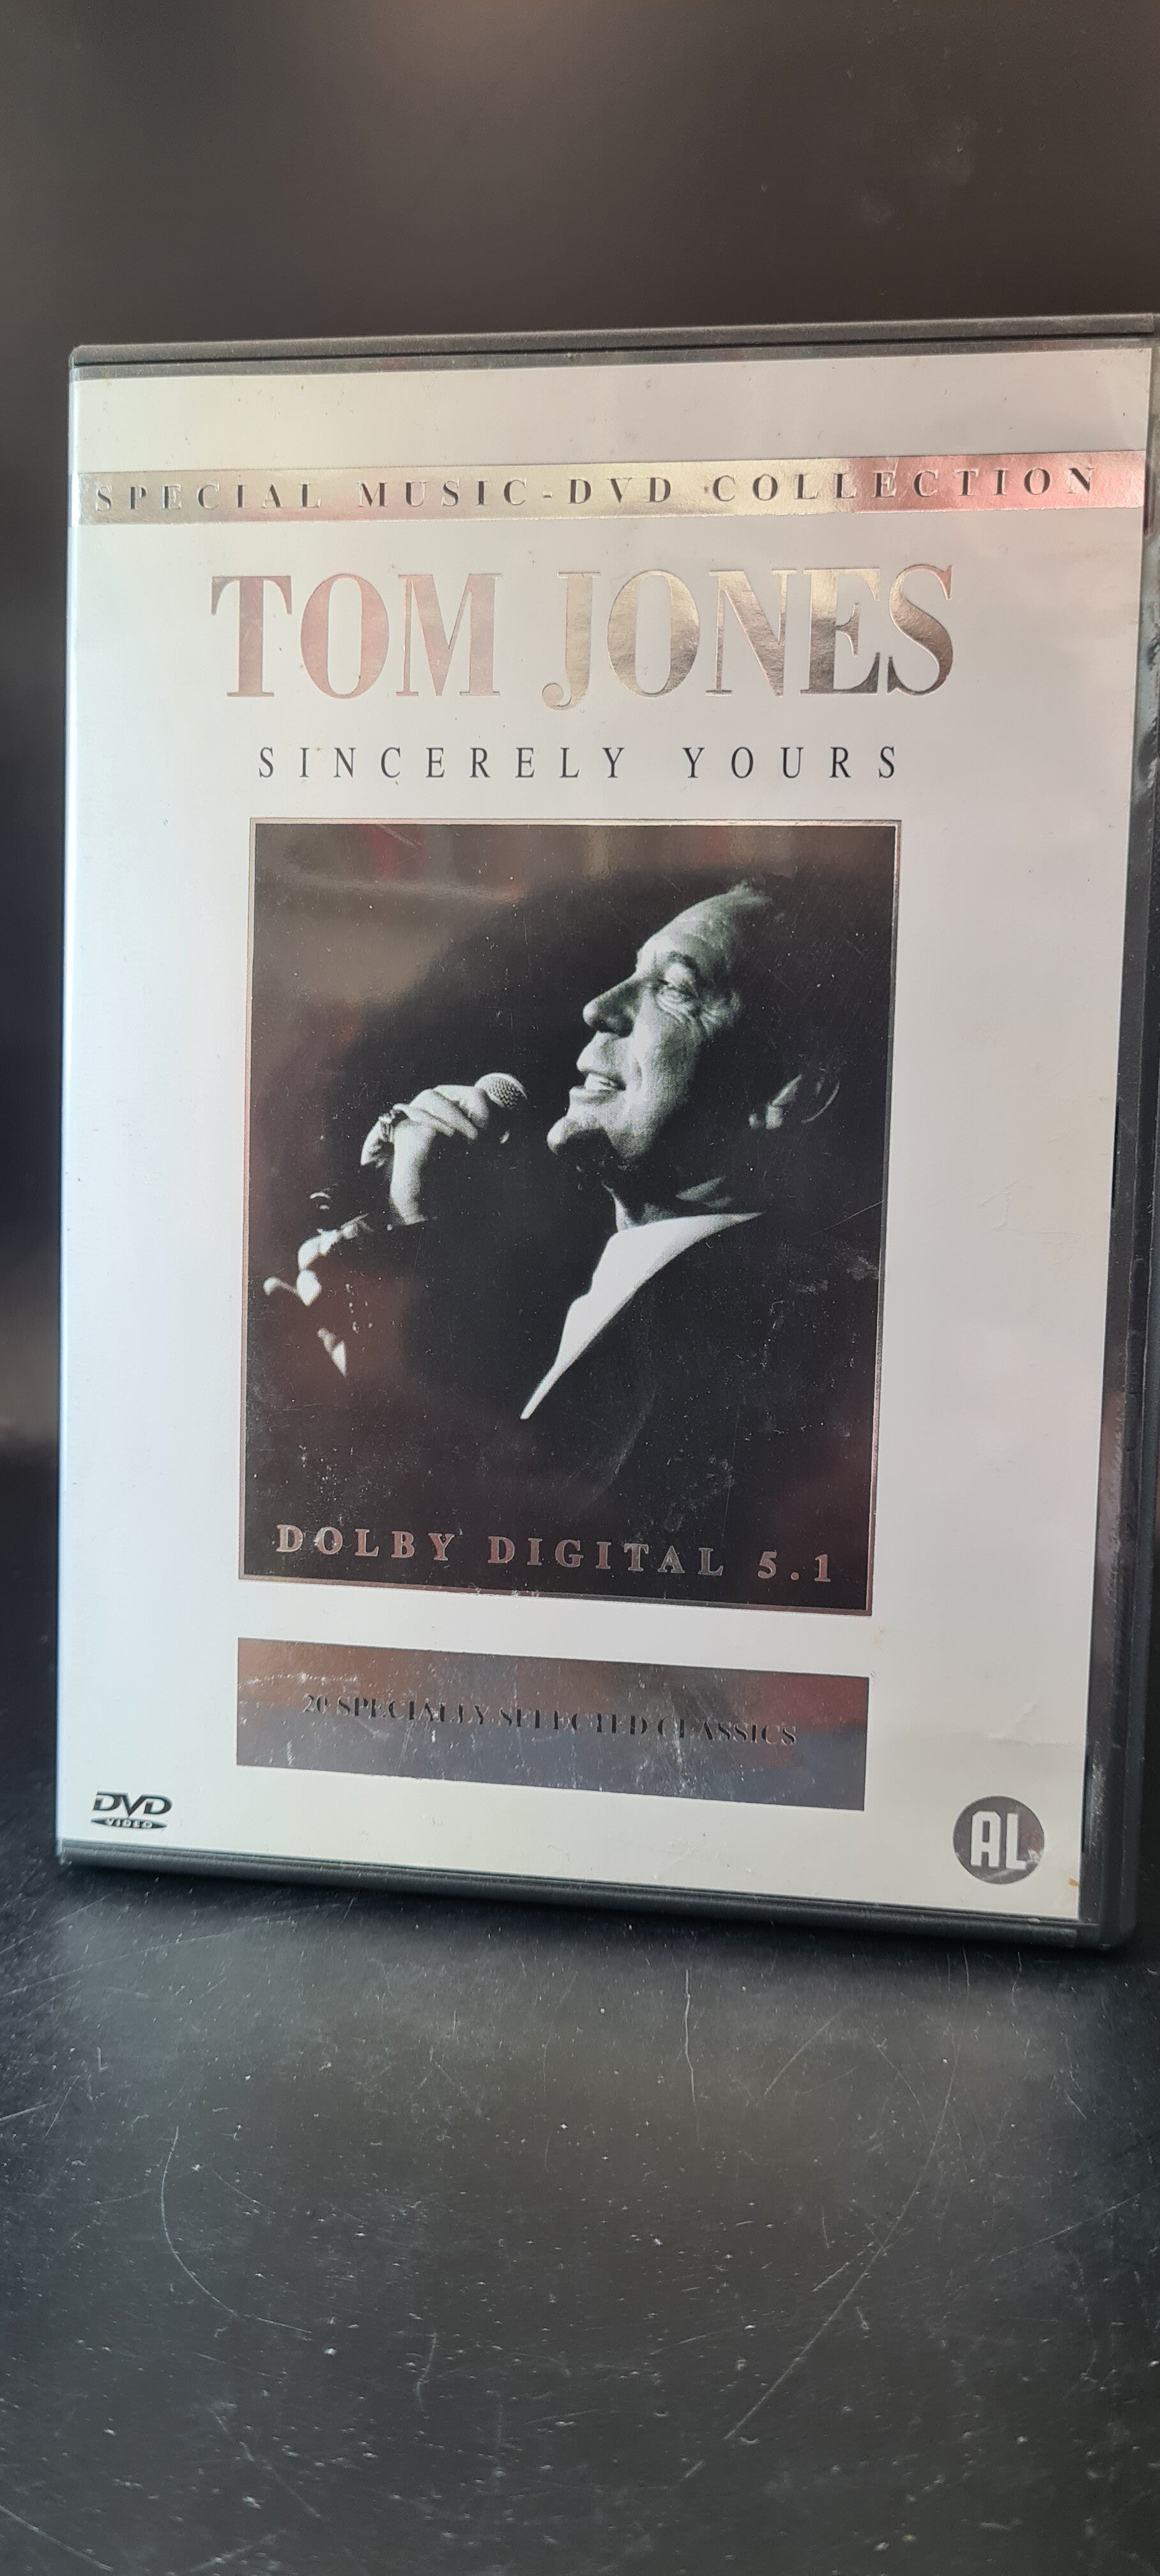 SPECIAL MUSIC-DVD COLLECTION
TOM JONES
SINCERELY YOURS
DOLBY DIGITAL 5.1
20 SPECIALLY SELECTED CLASSICS
DVD
VIDEO
AL